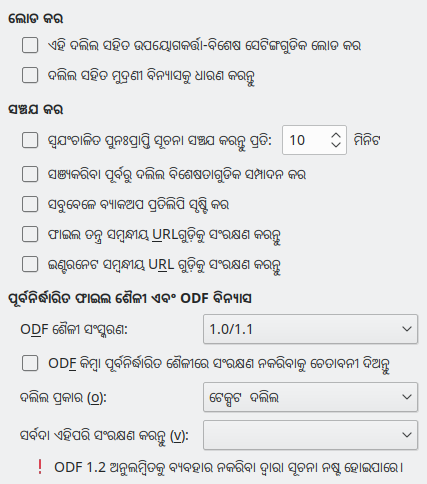 ଲୋଡ କର
ଏହି ଦଲିଲ ସହିତ ଉପଯୋଗକର୍ତ୍ତା-ବିଶେଷ ସେଟିଙ୍ଗଗୁଡିକ ଲୋଡ କର
ଦଲିଲ ସହିତ ମୁଦ୍ରଣୀ ବିନ୍ୟାସକୁ ଧାରଣ କରନ୍ତୁ
ସଞ୍ଚୟ କର
ସ୍ୱଯଂଚାଳିତ ପୁନଃପ୍ରାପ୍ତି ସୂଚନା ସଞ୍ଚଯ କରନ୍ତୁ ପ୍ରତି: 10 ମିନିଟ
ସଞ୍ଚଯକରିବା ପୂର୍ବରୁ ଦଲିଲ ବିଶେଷତାଗୁଡିକ ସମ୍ପାଦନ କର
ସବୁବେଳେ ବ୍ୟାକଅପ ପ୍ରତିଲିପି ସୃଷ୍ଟି କର
ଫାଇଲ ତନ୍ତ୍ର ସମ୍ବନ୍ଧୀୟ URLଗୁଡ଼ିକୁ ସଂରକ୍ଷଣ କରନ୍ତୁ
ଇଣ୍ଟରନେଟ ସମ୍ବନ୍ଧୀୟ URL ଗୁଡ଼ିକୁ ସଂରକ୍ଷଣ କରନ୍ତୁ
ପୂର୍ବନିର୍ଦ୍ଧାରିତ ଫାଇଲ ଶୈଳୀ ଏବଂ ODF ବିନ୍ୟାସ
ODF ଶୈଳୀ ସଂସ୍କରଣ: 1.0/1.1
ODF କିମ୍ବା ପୂର୍ବନିର୍ଦ୍ଧାରିତ ଶୈଳୀରେ ସଂରକ୍ଷଣ ନକରିବାକୁ ଚେତାବନୀ ଦିଅନ୍ତୁ
ଦଲିଲ ପ୍ରକାର (o): ଟେକ୍ସଟ ଦଲିଲ
ସର୍ବଦା ଏହିପରି ସଂରକ୍ଷଣ କରନ୍ତୁ (v):
ODF 1.2 ଅନୁଲମ୍ବିତକୁ ବ୍ୟବହାର ନକରିବା ଦ୍ୱାରା ସୂଚନା ନଷ୍ଟ ହୋଇପାରେ।